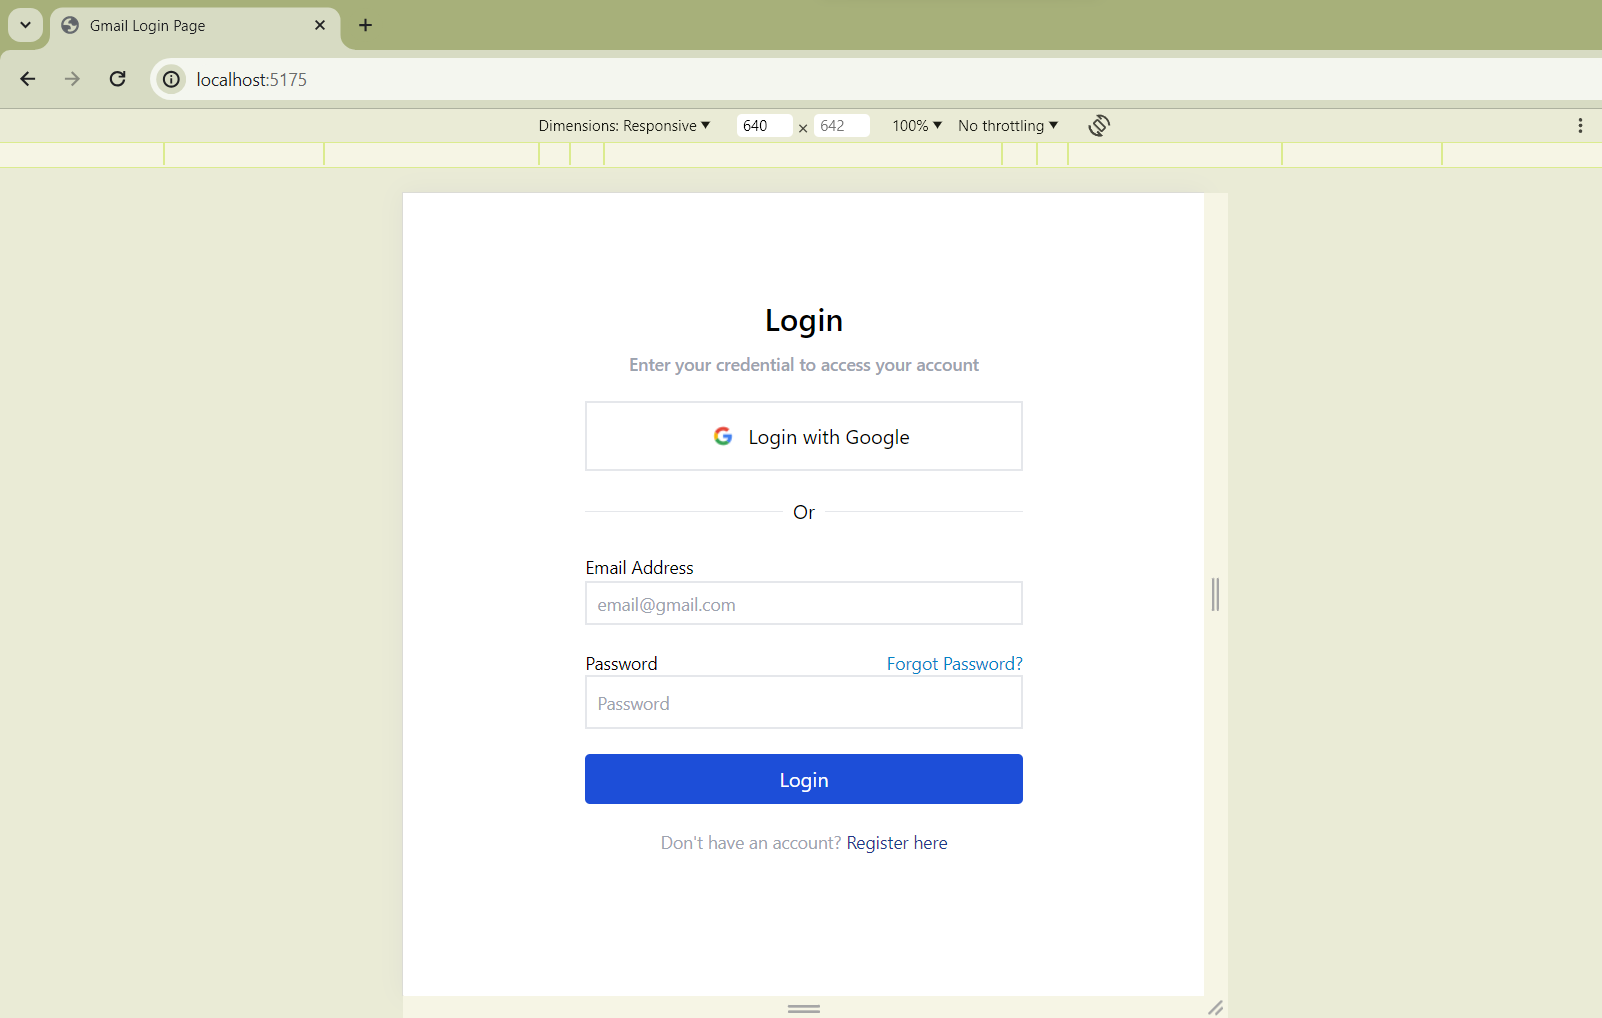 Gmail Login Page
localhost:5175
Dimensions: Responsive 640 × 642 100% No throttling
Login
Enter your credential to access your account
Login with Google
Or
Email Address
email@gmail.com
Password Forgot Password?
Password
Login
Don't have an account? Register here